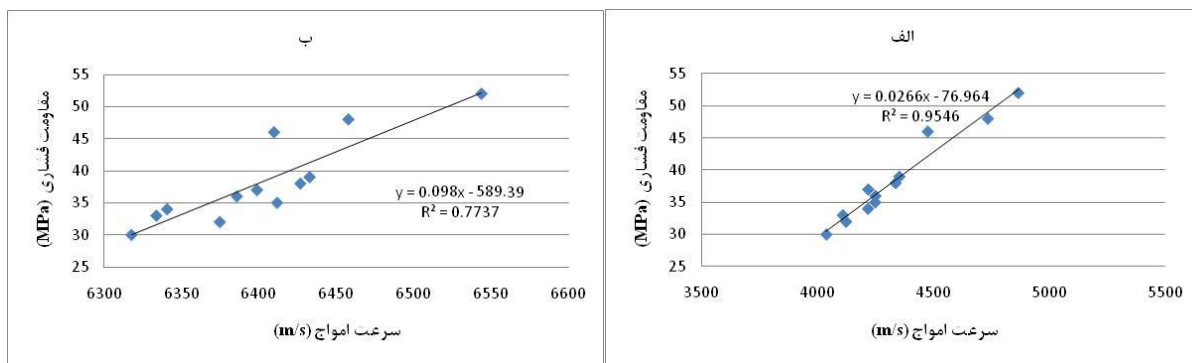 ب
مقاومت فشاری (MPa)
55
50
45
40
35
30
25
y = 0.098x - 589.39
R² = 0.7737
6300 6350 6400 6450 6500 6550 6600
سرعت امواج (m/s)
الف
مقاومت فشاری (MPa)
55
50
45
40
35
30
25
y = 0.0266x - 76.964
R² = 0.9546
3500 4000 4500 5000 5500
سرعت امواج (m/s)